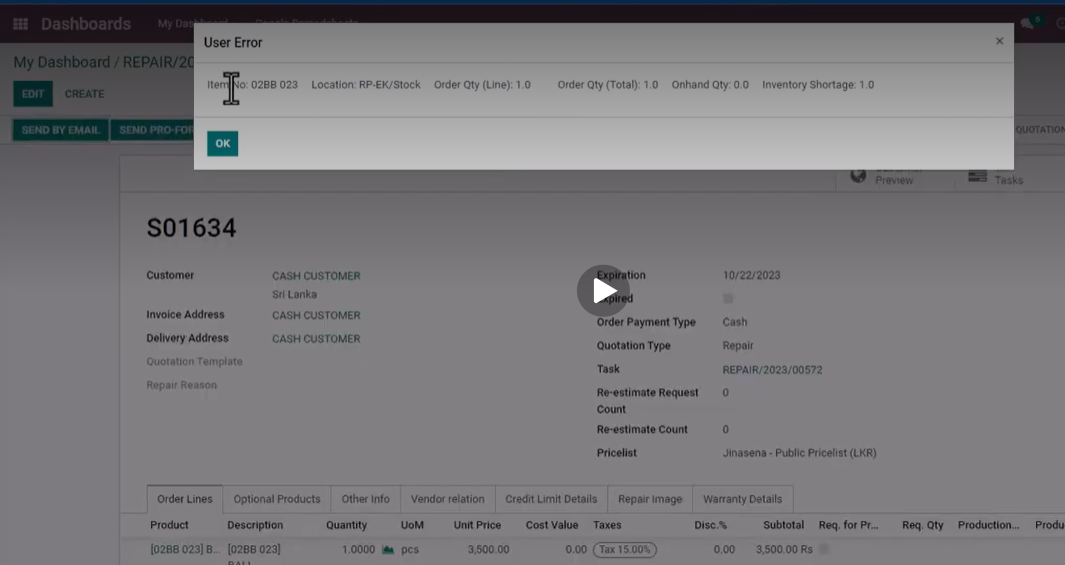 Dashboards
My Dashboard / REPAIR/20
User Error
×
Item No: 02BB 023 Location: RP-EK/Stock Order Qty (Line): 1.0 Order Qty (Total): 1.0 Onhand Qty: 0.0 Inventory Shortage: 1.0
OK
EDIT CREATE
SEND BY EMAIL SEND PRO-FOR
QUOTATION
Preview
Tasks
S01634
Customer CASH CUSTOMER
Sri Lanka
Invoice Address CASH CUSTOMER
Delivery Address CASH CUSTOMER
Quotation Template
Repair Reason
Expiration 10/22/2023
Expired
Order Payment Type Cash
Quotation Type Repair
Task REPAIR/2023/00572
Re-estimate Request Count 0
Re-estimate Count 0
Pricelist Jinasena - Public Pricelist (LKR)
Order Lines Optional Products Other Info Vendor relation Credit Limit Details Repair Image Warranty Details
Product Description Quantity UoM Unit Price Cost Value Taxes Disc.% Subtotal Req. for Pr... Req. Qty Production... Produ
[02BB 023] B... [02BB 023] 1.0000 pcs 3,500.00 0.00 Tax 15.00% 0.00 3,500.00 Rs